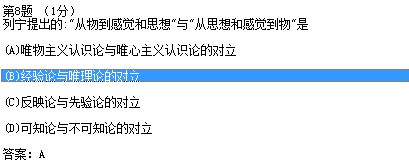 第8题 (1分)
列宁提出的:“从物到感觉和思想”与“从思想和感觉到物”是
(A)唯物主义认识论与唯心主义认识论的对立
(B)经验论与唯理论的对立
(C)反映论与先验论的对立
(D)可知论与不可知论的对立
答案: A